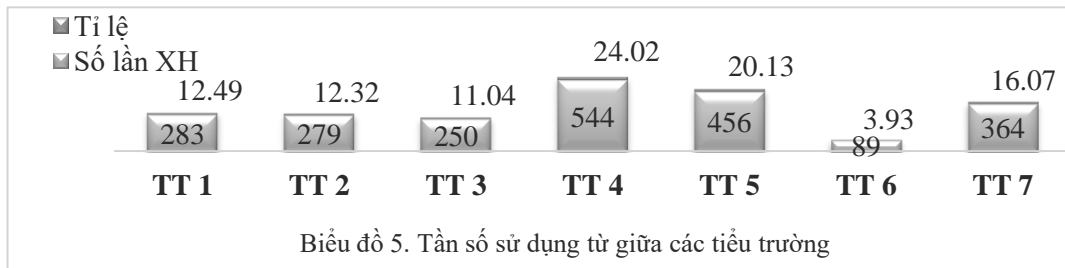 Tỉ lệ
Số lần XH
12.49 12.32 11.04 24.02 20.13 3.93 16.07
283 279 250 544 456 89 364
TT 1 TT 2 TT 3 TT 4 TT 5 TT 6 TT 7
Biểu đồ 5. Tần số sử dụng từ giữa các tiểu trường